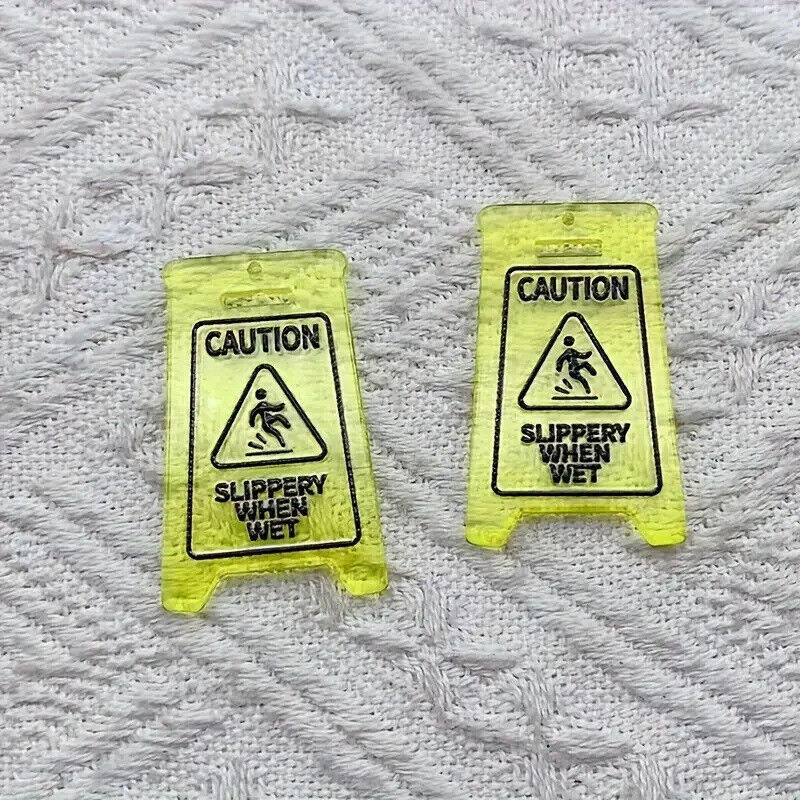 CAUTION
SLIPPERY
WHEN
WET
CAUTION
SLIPPERY
WHEN
WET